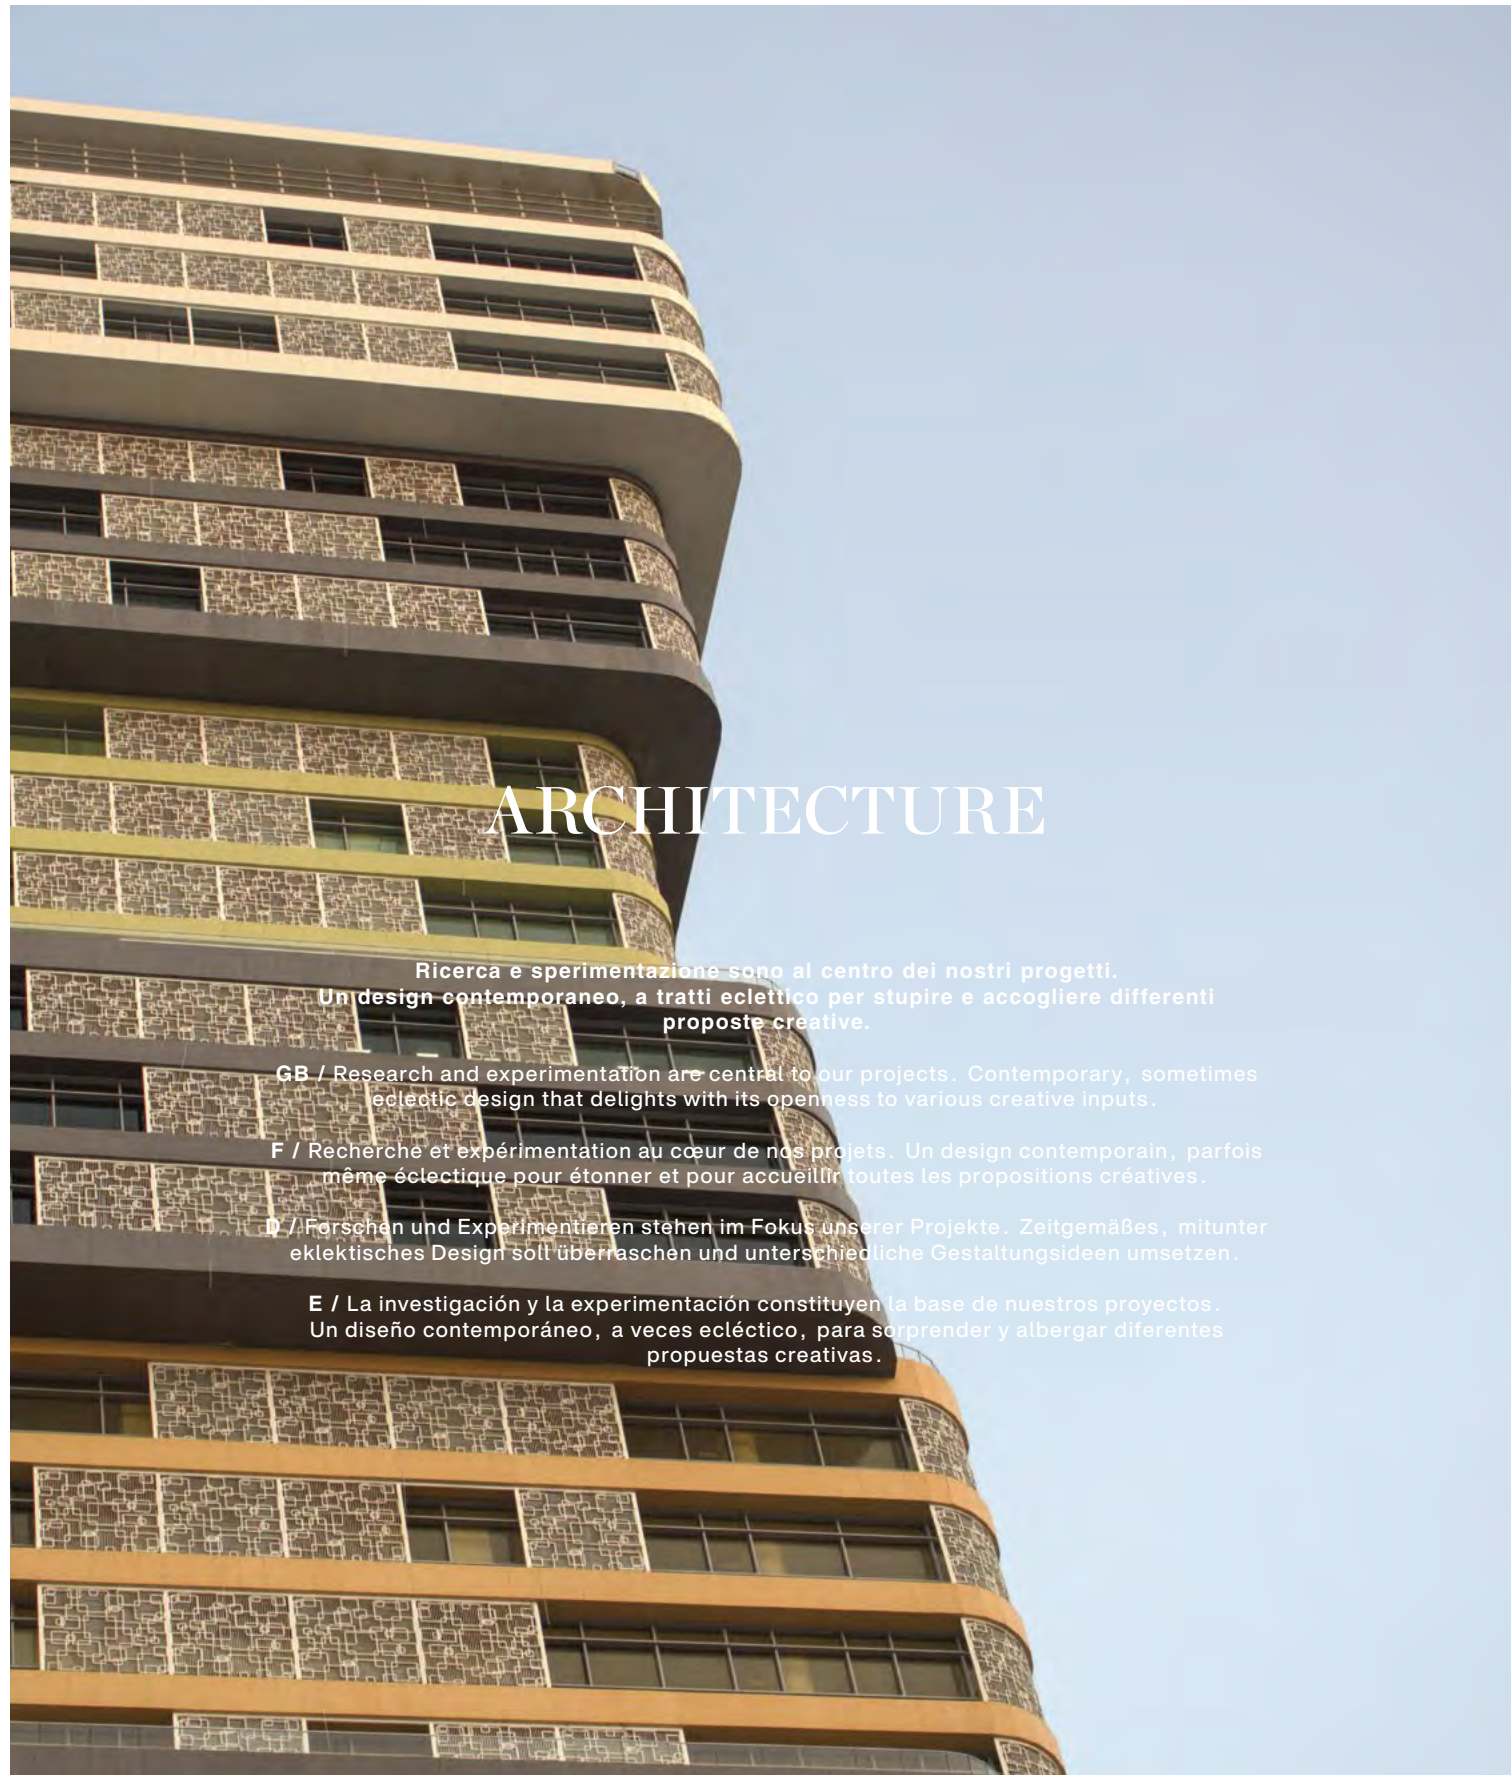 ARCHITECTURE
Ricerca e sperimentazione sono al centro dei nostri progetti.
Un design contemporaneo, a tratti eclettico per stupire e accogliere differenti
proposte creative.
GB / Research and experimentation are central to our projects. Contemporary, sometimes
eclectic design that delights with its openness to various creative inputs.
F / Recherche et expérimentation au cœur de nos projets. Un design contemporain, parfois
même éclectique pour étonner et pour accueillir toutes les propositions créatives.
D / Forschen und Experimentieren stehen im Fokus unserer Projekte. Zeitgemäßes, mitunter
eklektisches Design soll überraschen und unterschiedliche Gestaltungsideen umsetzen.
E / La investigación y la experimentación constituyen la base de nuestros proyectos.
Un diseño contemporáneo, a veces ecléctico, para sorprender y albergar diferentes
propuestas creativas.